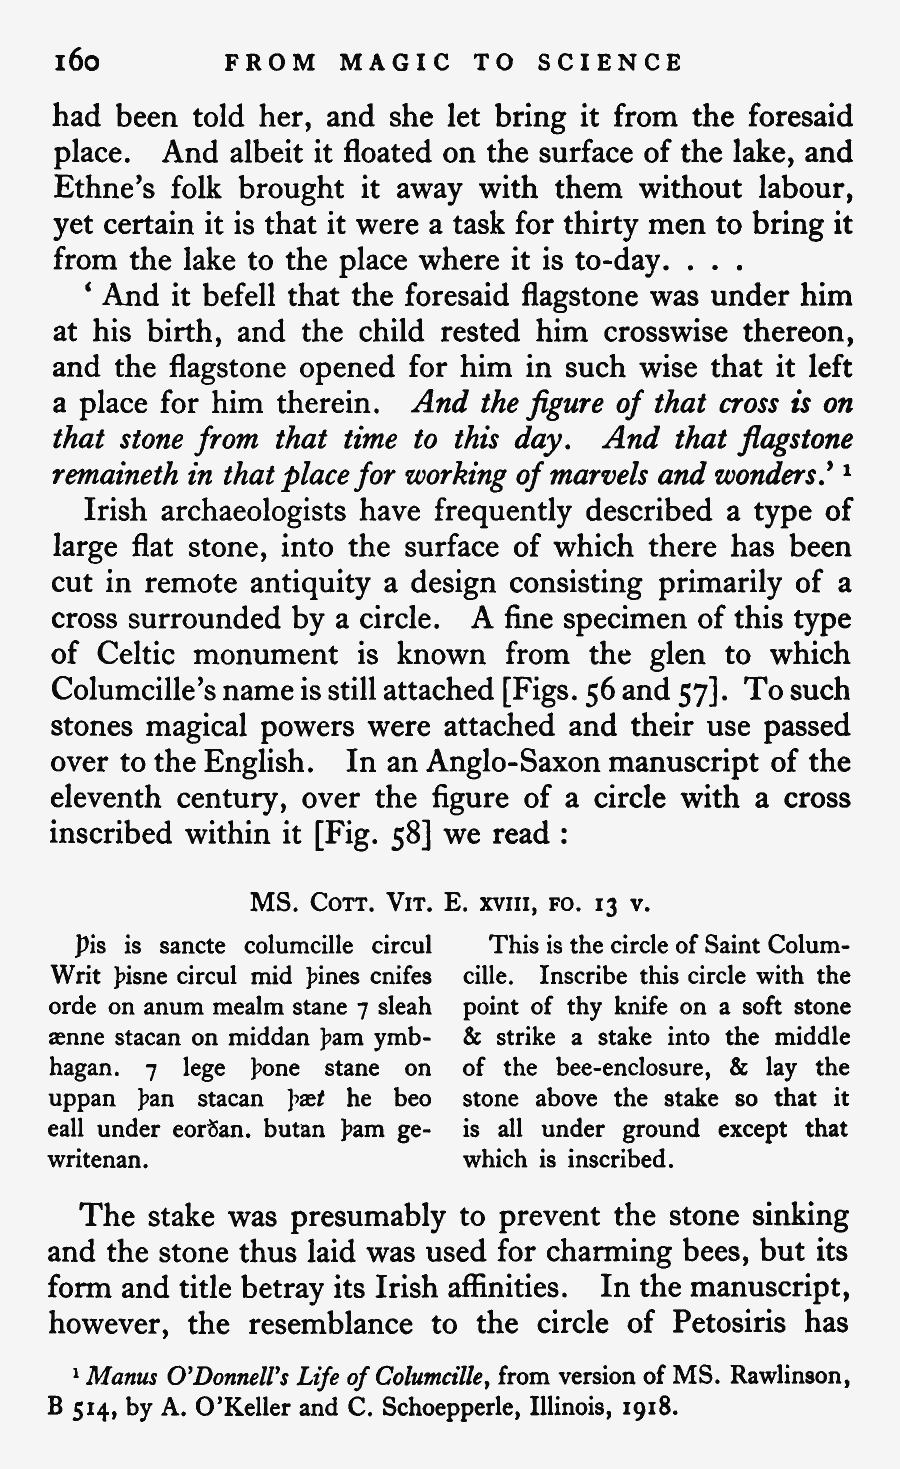 160 FROM MAGIC TO SCIENCE
had been told her, and she let bring it from the foresaid
place. And albeit it floated on the surface of the lake, and
Ethne's folk brought it away with them without labour,
yet certain it is that it were a task for thirty men to bring it
from the lake to the place where it is to-day. . . .
‘ And it befell that the foresaid flagstone was under him
at his birth, and the child rested him crosswise thereon,
and the flagstone opened for him in such wise that it left
a place for him therein. And the figure of that cross is on
that stone from that time to this day. And that flagstone
remaineth in that place for working of marvels and wonders.’ ¹
Irish archaeologists have frequently described a type of
large flat stone, into the surface of which there has been
cut in remote antiquity a design consisting primarily of a
cross surrounded by a circle. A fine specimen of this type
of Celtic monument is known from the glen to which
Columcille's name is still attached [Figs. 56 and 57]. To such
stones magical powers were attached and their use passed
over to the English. In an Anglo-Saxon manuscript of the
eleventh century, over the figure of a circle with a cross
inscribed within it [Fig. 58] we read :
MS. COTT. VIT. E. XVIII, FO. 13 V.
Þis is sancte columcille circul
Writ þisne circul mid þines cnifes
orde on anum mealm stane ⁊ sleah
ænne stacan on middan þam ymb-
hagan. ⁊ lege þone stane on
uppan þan stacan þæt he beo
eall under eorðan. butan þam ge-
writenan.
This is the circle of Saint Colum-
cille. Inscribe this circle with the
point of thy knife on a soft stone
& strike a stake into the middle
of the bee-enclosure, & lay the
stone above the stake so that it
is all under ground except that
which is inscribed.
The stake was presumably to prevent the stone sinking
and the stone thus laid was used for charming bees, but its
form and title betray its Irish affinities. In the manuscript,
however, the resemblance to the circle of Petosiris has
¹ Manus O'Donnell's Life of Columcille, from version of MS. Rawlinson,
B 514, by A. O'Keller and C. Schoepperle, Illinois, 1918.